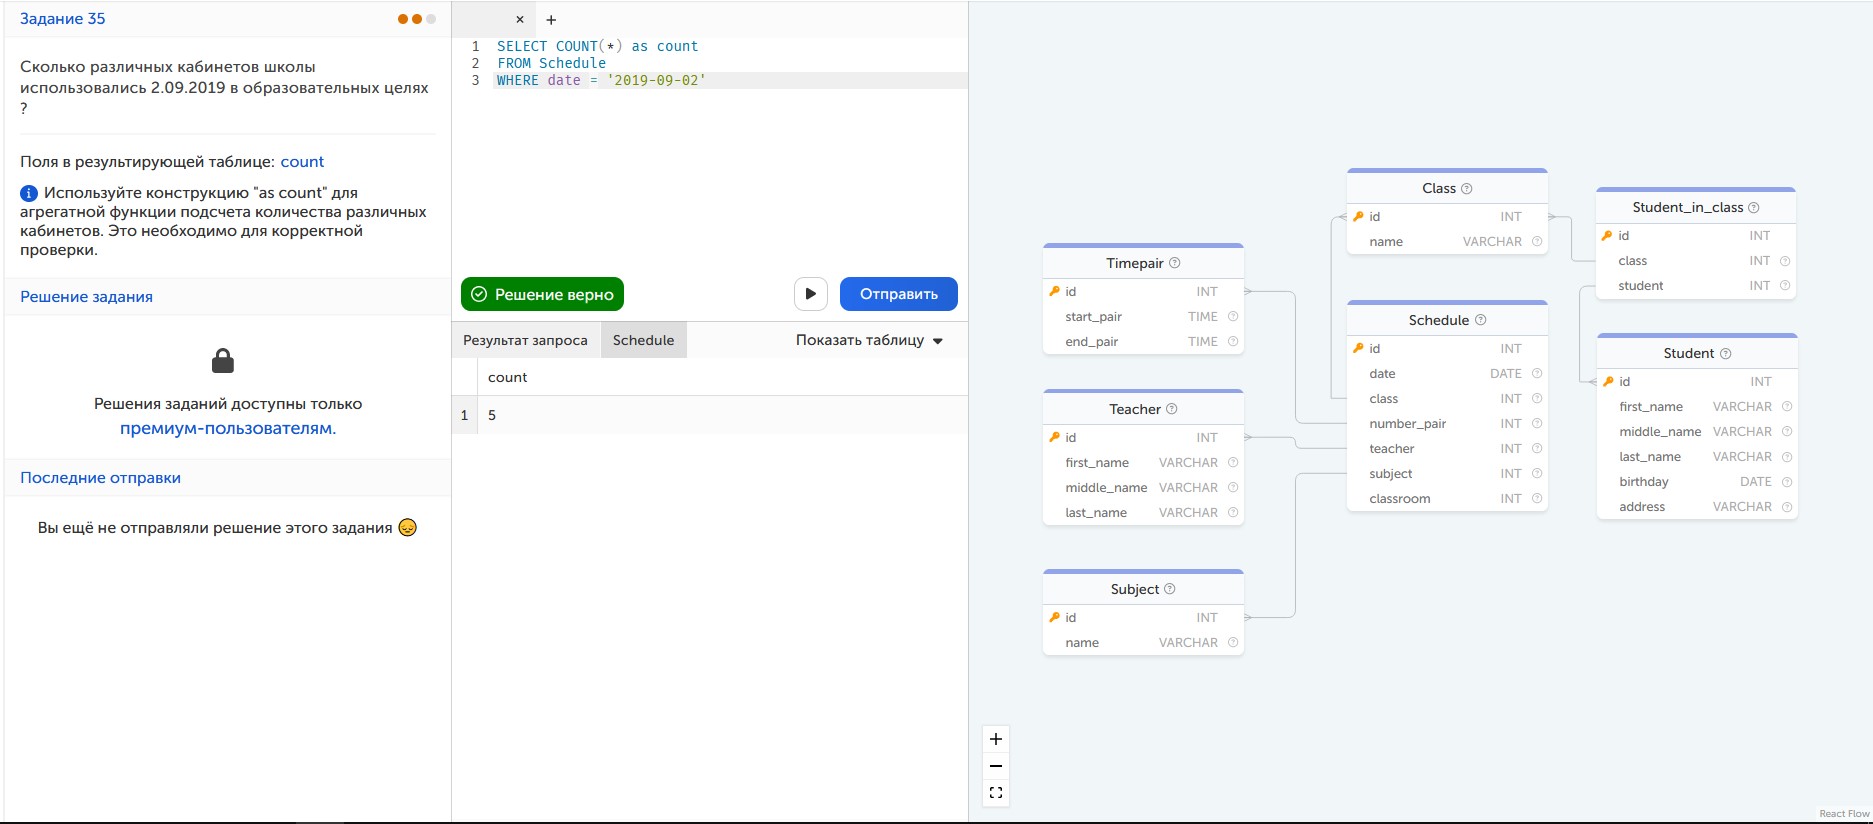 Задание 35
Сколько различных кабинетов школы
использовались 2.09.2019 в образовательных целях
?
Поля в результирующей таблице: count
Используйте конструкцию "as count" для
агрегатной функции подсчета количества различных
кабинетов. Это необходимо для корректной
проверки.
Решение задания
Решения заданий доступны только
премиум-пользователям.
Последние отправки
Вы ещё не отправляли решение этого задания
× +
1 SELECT COUNT(*) as count
2 FROM Schedule
3 WHERE date = '2019-09-02'
Решение верно
Отправить
Результат запроса Schedule Показать таблицу
count
1 5
Timepair
id INT
start_pair TIME
end_pair TIME
Teacher
id INT
first_name VARCHAR
middle_name VARCHAR
last_name VARCHAR
Subject
id INT
name VARCHAR
Class
id INT
name VARCHAR
Schedule
id INT
date DATE
class INT
number_pair INT
teacher INT
subject INT
classroom INT
Student_in_class
id INT
class INT
student INT
Student
id INT
first_name VARCHAR
middle_name VARCHAR
last_name VARCHAR
birthday DATE
address VARCHAR
React Flow